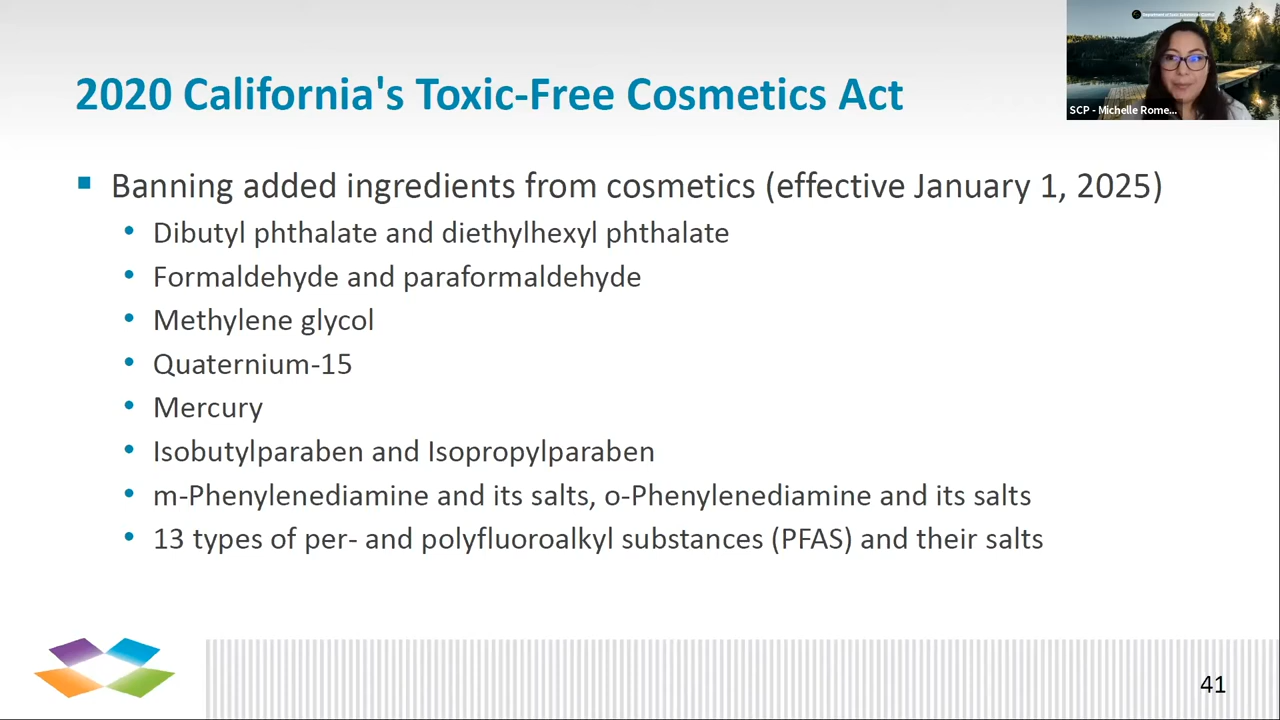 2020 California's Toxic-Free Cosmetics Act
SCP - Michelle Rome...
Banning added ingredients from cosmetics (effective January 1, 2025)
Dibutyl phthalate and diethylhexyl phthalate
Formaldehyde and paraformaldehyde
Methylene glycol
Quaternium-15
Mercury
Isobutylparaben and Isopropylparaben
m-Phenylenediamine and its salts, o-Phenylenediamine and its salts
13 types of per- and polyfluoroalkyl substances (PFAS) and their salts
41